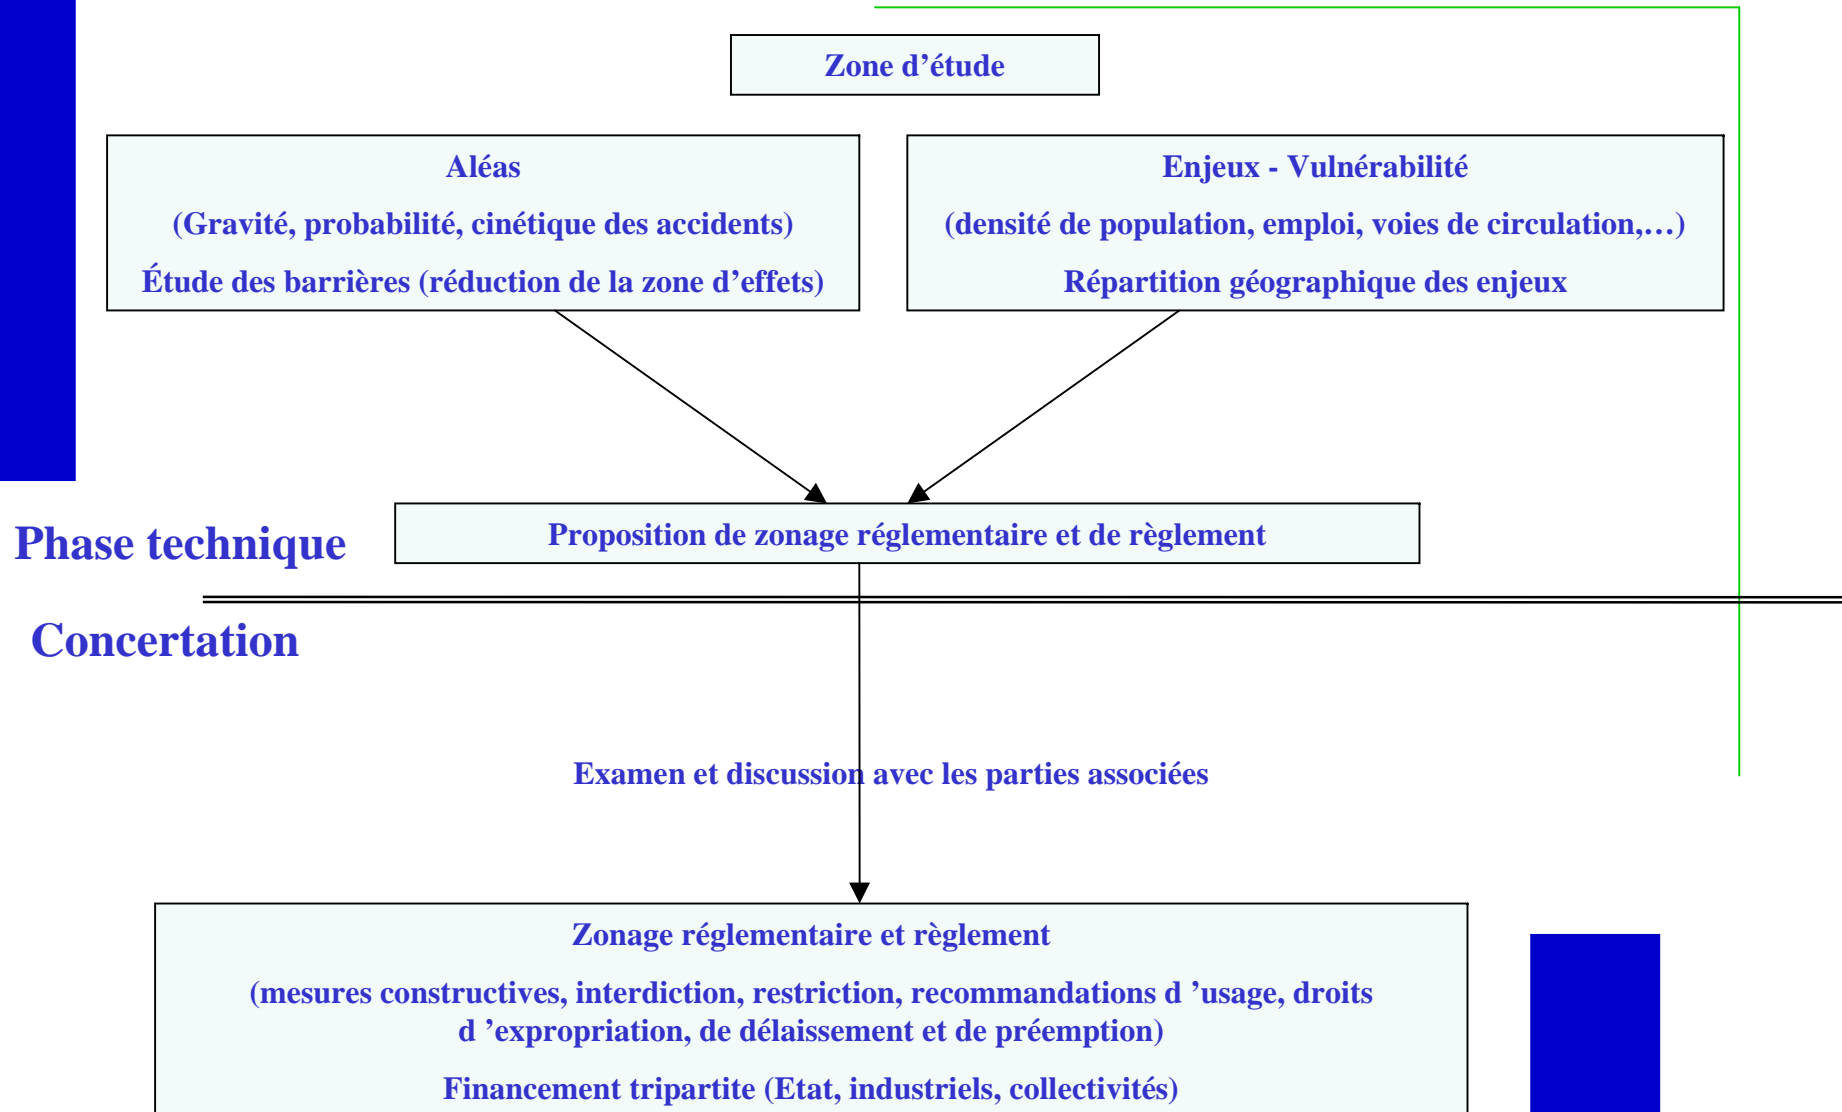 Zone d’étude
Aléas
(Gravité, probabilité, cinétique des accidents)
Étude des barrières (réduction de la zone d’effets)
Enjeux - Vulnérabilité
(densité de population, emploi, voies de circulation,…)
Répartition géographique des enjeux
Phase technique
Proposition de zonage réglementaire et de règlement
Concertation
Examen et discussion avec les parties associées
Zonage réglementaire et règlement
(mesures constructives, interdiction, restriction, recommandations d ’usage, droits
d ’expropriation, de délaissement et de préemption)
Financement tripartite (Etat, industriels, collectivités)